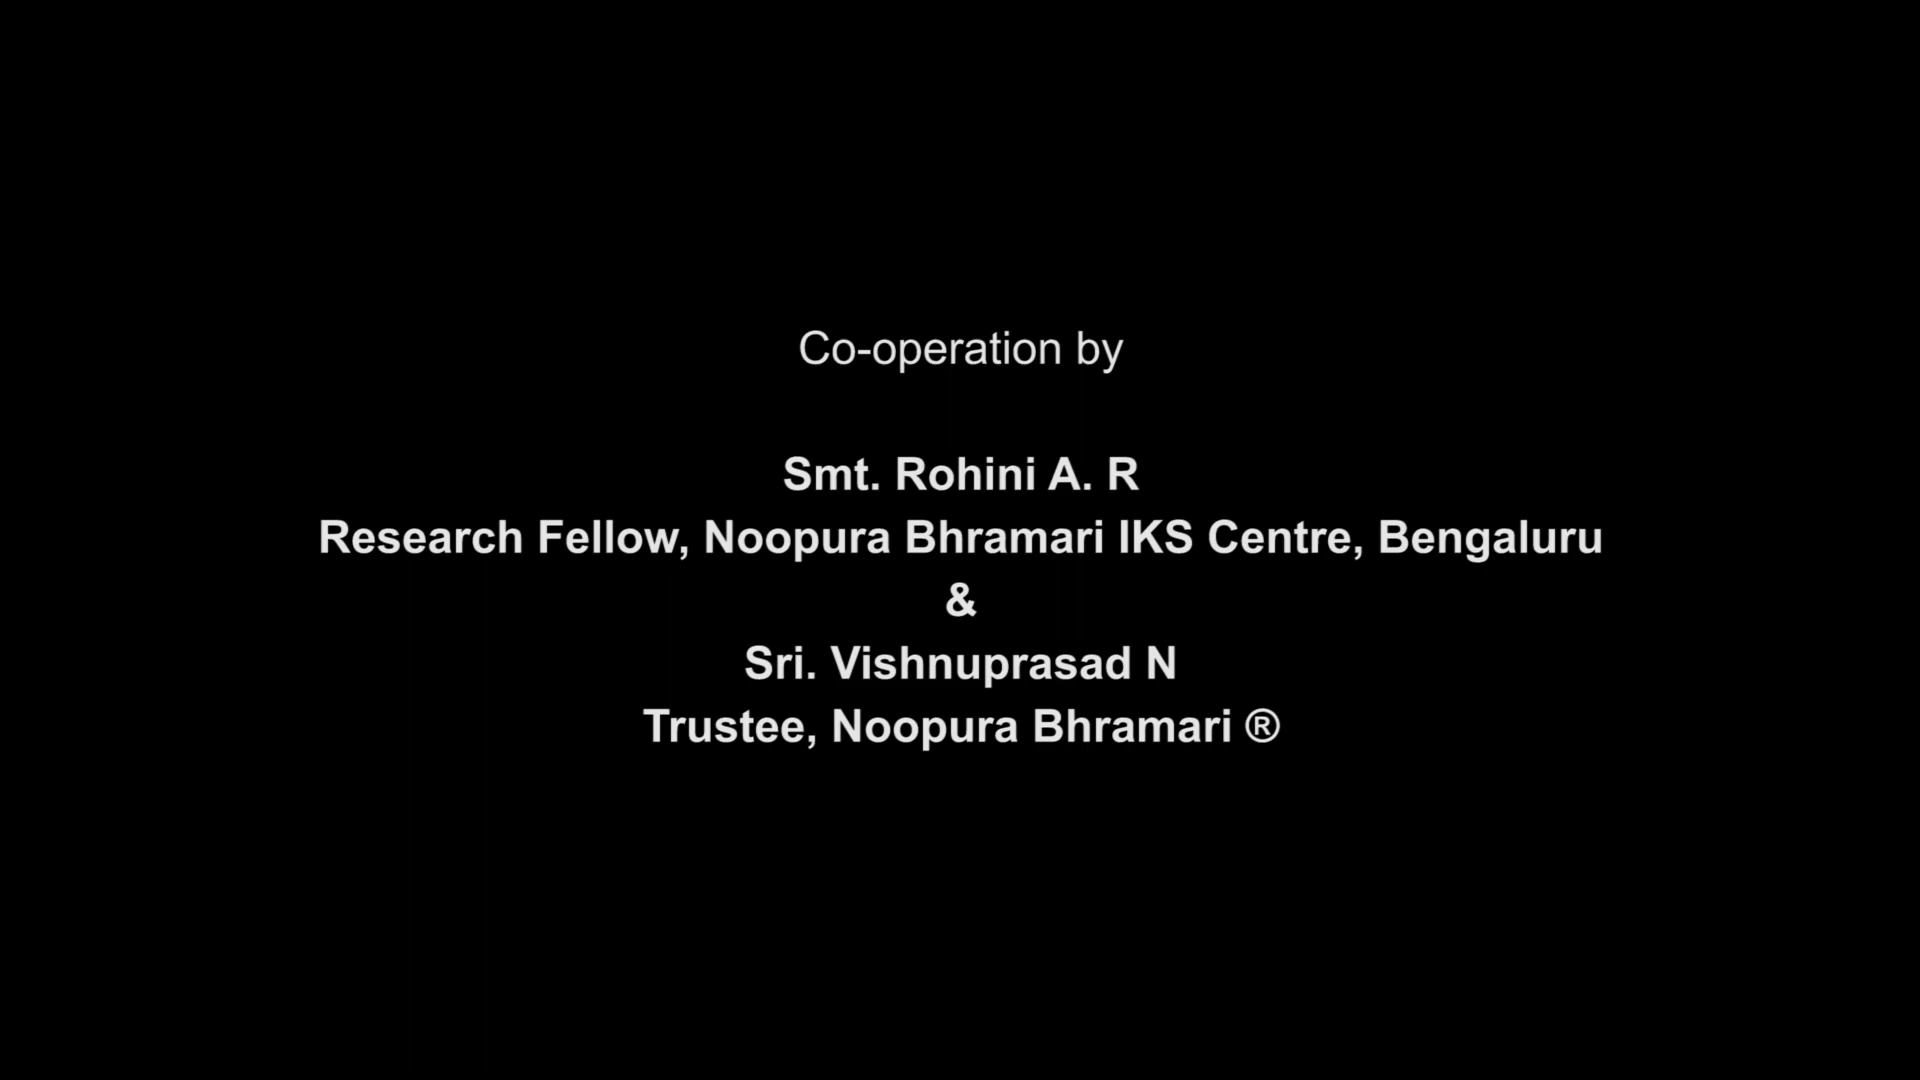 Co-operation by
Smt. Rohini A. R
Research Fellow, Noopura Bhramari IKS Centre, Bengaluru
&
Sri. Vishnuprasad N
Trustee, Noopura Bhramari ®